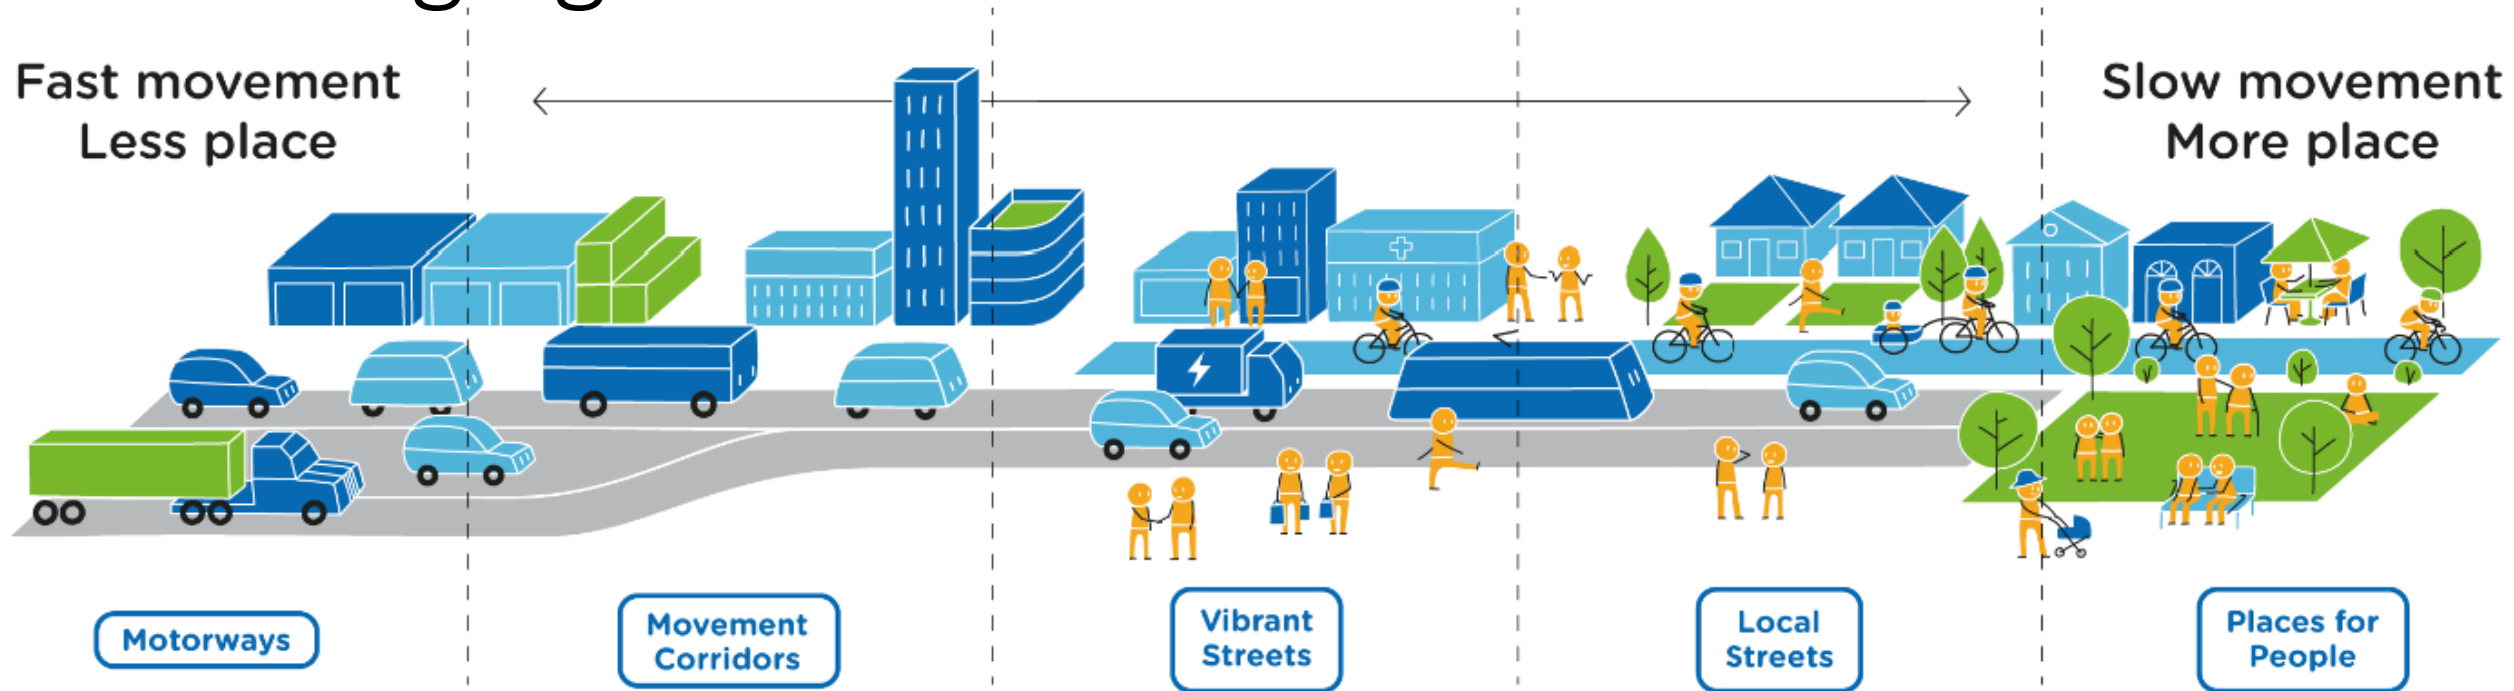 Fast movement
Less place
Slow movement
More place
Motorways
Movement
Corridors
Vibrant
Streets
Local
Streets
Places for
People